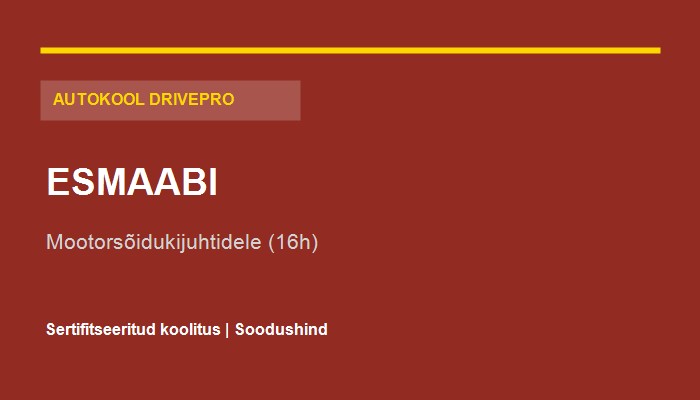 AUTOKOOL DRIVEPRO
ESMAABI
Mootorsõidukijuhtidele (16h)
Sertifitseeritud koolitus | Soodushind